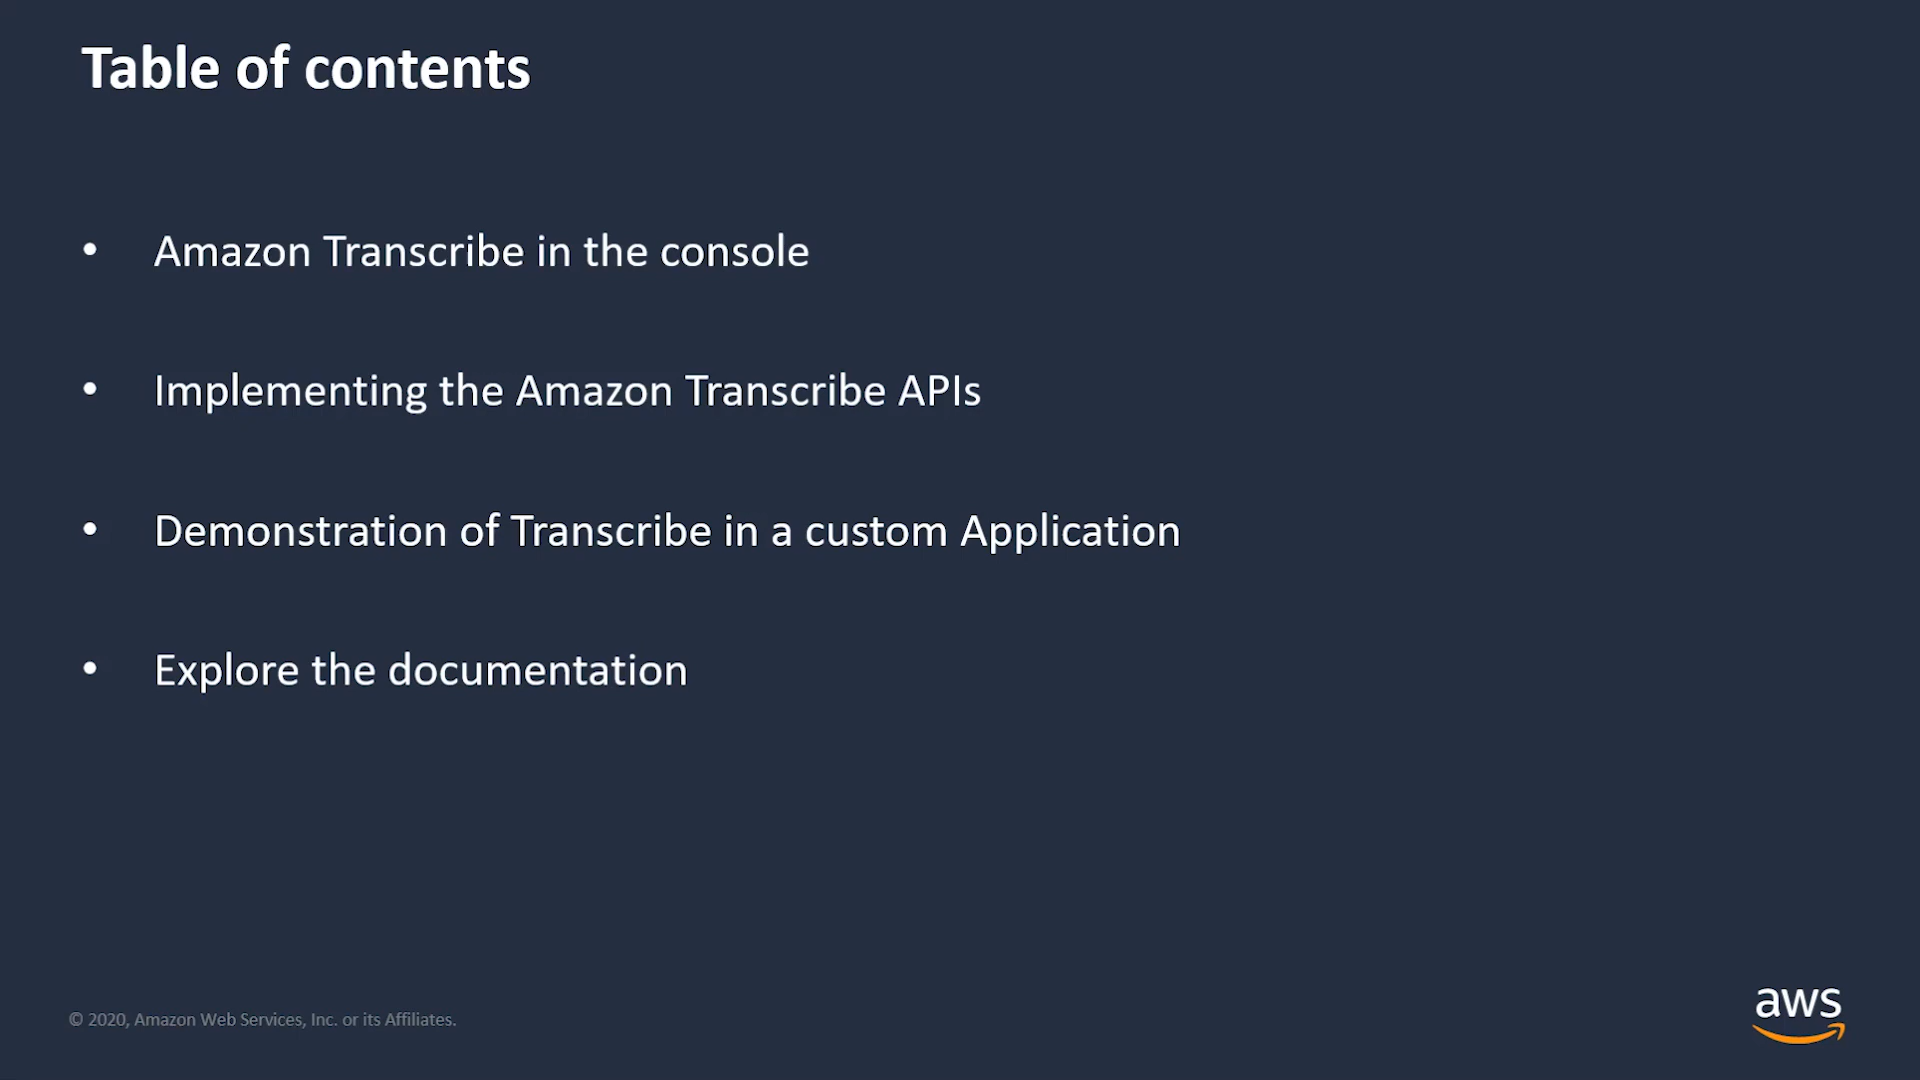 Table of contents
• Amazon Transcribe in the console
• Implementing the Amazon Transcribe APIs
• Demonstration of Transcribe in a custom Application
• Explore the documentation
© 2020, Amazon Web Services, Inc. or its Affiliates.
aws